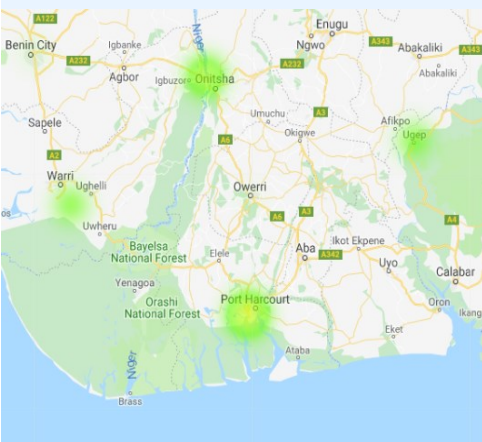 A122
Benin City
Igbanke
Niger
Enugu
Ngwo
A343
Abakaliki
A343
A232
Agbor
Igbuzor
Onitsha
A232
Abakaliki
Sapele
Umuchu
A3
Okigwe
Afikpo
Ugep
A6
A2
Warri
Ughelli
Owerri
os
Uwheru
A6
A3
A4
Bayelsa
National Forest
Elele
Aba
A342
Ikot Ekpene
Uyo
Calabar
Yenagoa
Orashi
National Forest
Port Harcourt
Oron
Ikang
Eket
Ataba
Niger
Brass